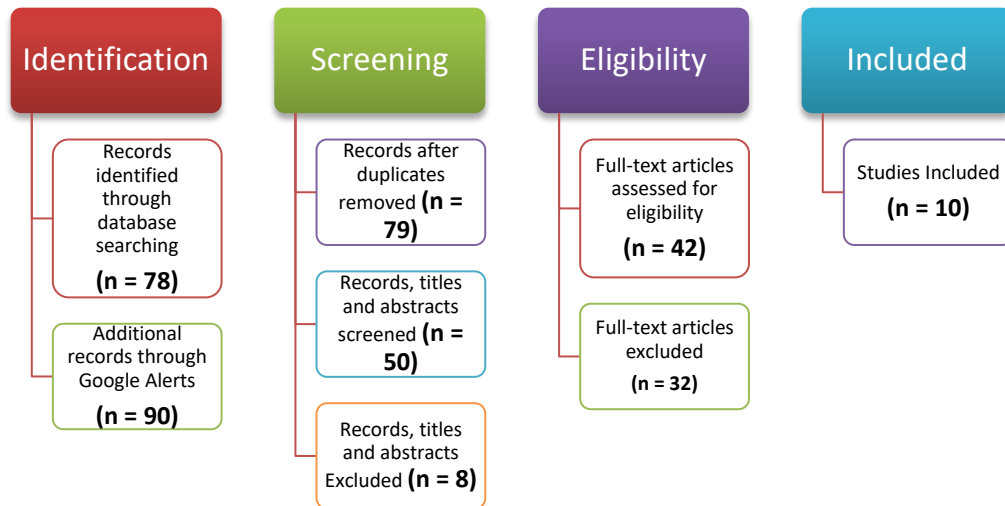 Identification
Records
identified
through
database
searching
(n = 78)
Additional
records through
Google Alerts
(n = 90)
Screening
Records after
duplicates
removed (n =
79)
Records, titles
and abstracts
screened (n =
50)
Records, titles
and abstracts
Excluded (n = 8)
Eligibility
Full-text articles
assessed for
eligibility
(n = 42)
Full-text articles
excluded
(n = 32)
Included
Studies Included
(n = 10)